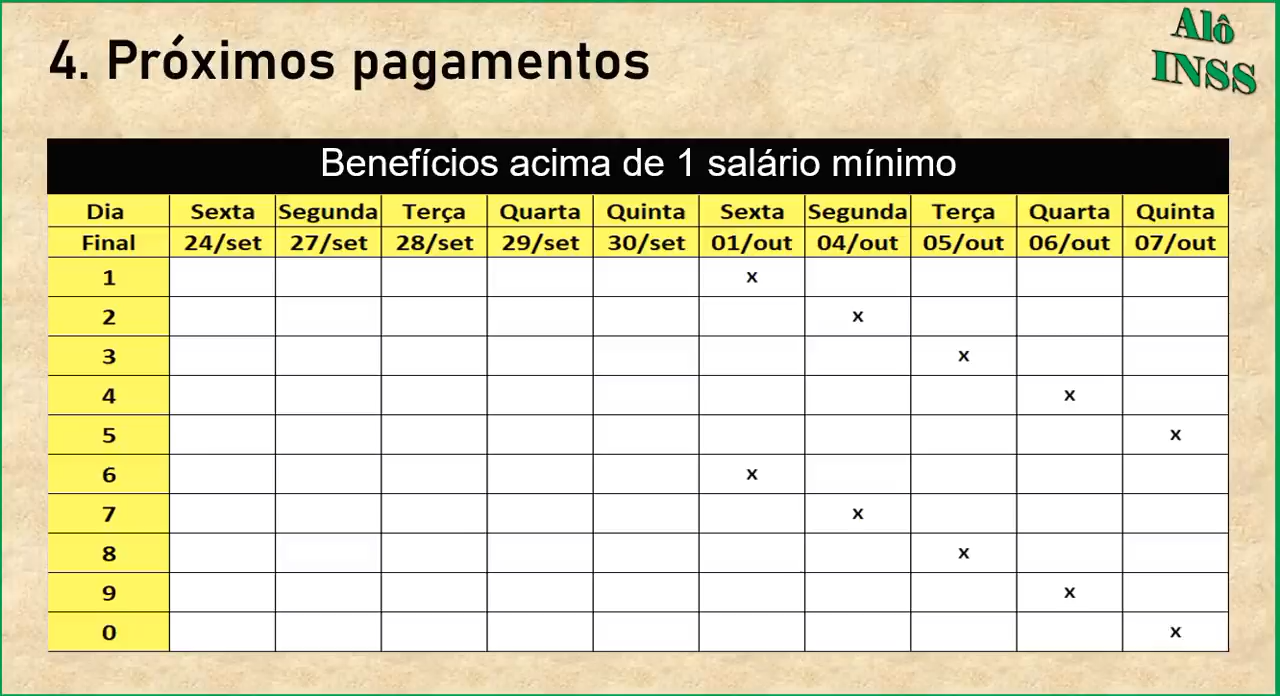 4. Próximos pagamentos
Alô
INSS
Benefícios acima de 1 salário mínimo
Dia Sexta Segunda Terça Quarta Quinta Sexta Segunda Terça Quarta Quinta
Final 24/set 27/set 28/set 29/set 30/set 01/out 04/out 05/out 06/out 07/out
1 x
2 x
3 x
4 x
5 x
6 x
7 x
8 x
9 x
0 x